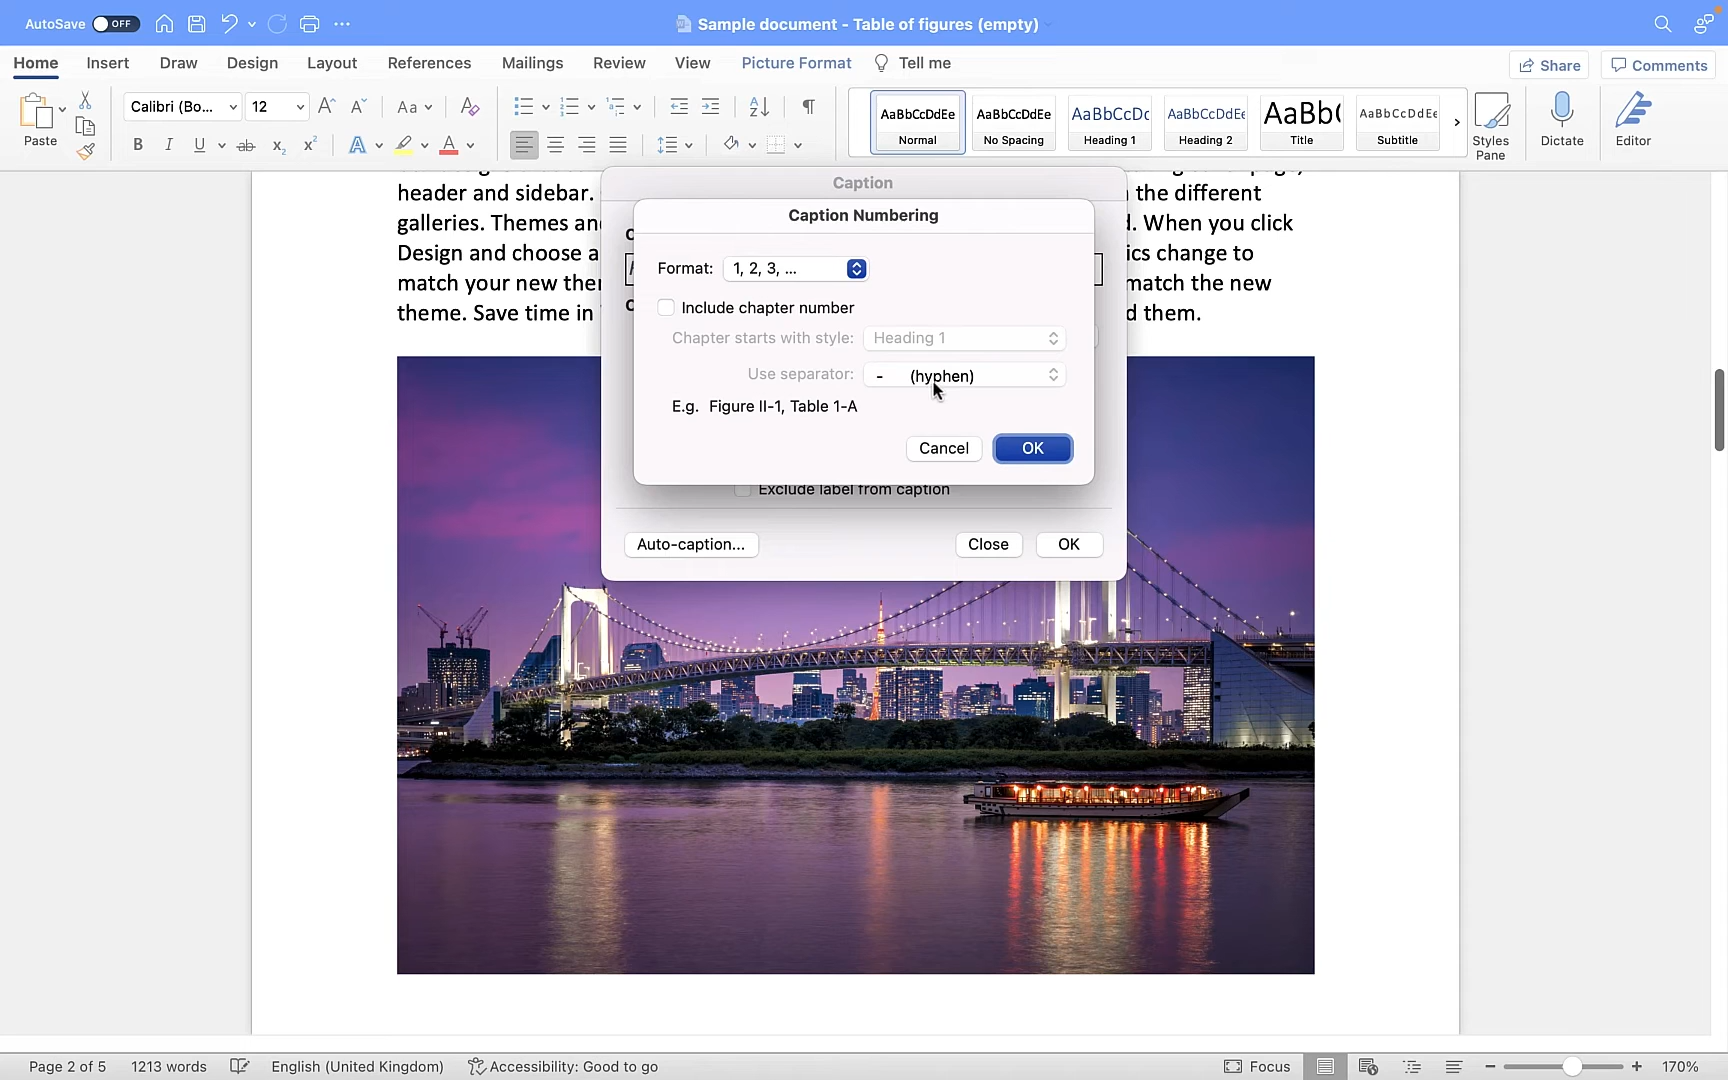 AutoSave OFF
Sample document - Table of figures (empty)
Home Insert Draw Design Layout References Mailings Review View Picture Format Tell me Share Comments
Paste
Calibri (Bo... 12
AaBbCcDdEe Normal
AaBbCcDdEe No Spacing
AaBbCcDc Heading 1
AaBbCcDdEe Heading 2
AaBb( Title
AaBbCcDdEe Subtitle
Styles Pane
Dictate
Editor
header and sidebar. the different
galleries. Themes an . When you click
Design and choose a ics change to
match your new then match the new
theme. Save time in d them.
Caption
Caption Numbering
Format: 1, 2, 3, ...
Include chapter number
Chapter starts with style: Heading 1
Use separator: - (hyphen)
E.g. Figure II-1, Table 1-A
Cancel OK
Exclude label from caption
Auto-caption... Close OK
Page 2 of 5 1213 words English (United Kingdom) Accessibility: Good to go Focus 170%